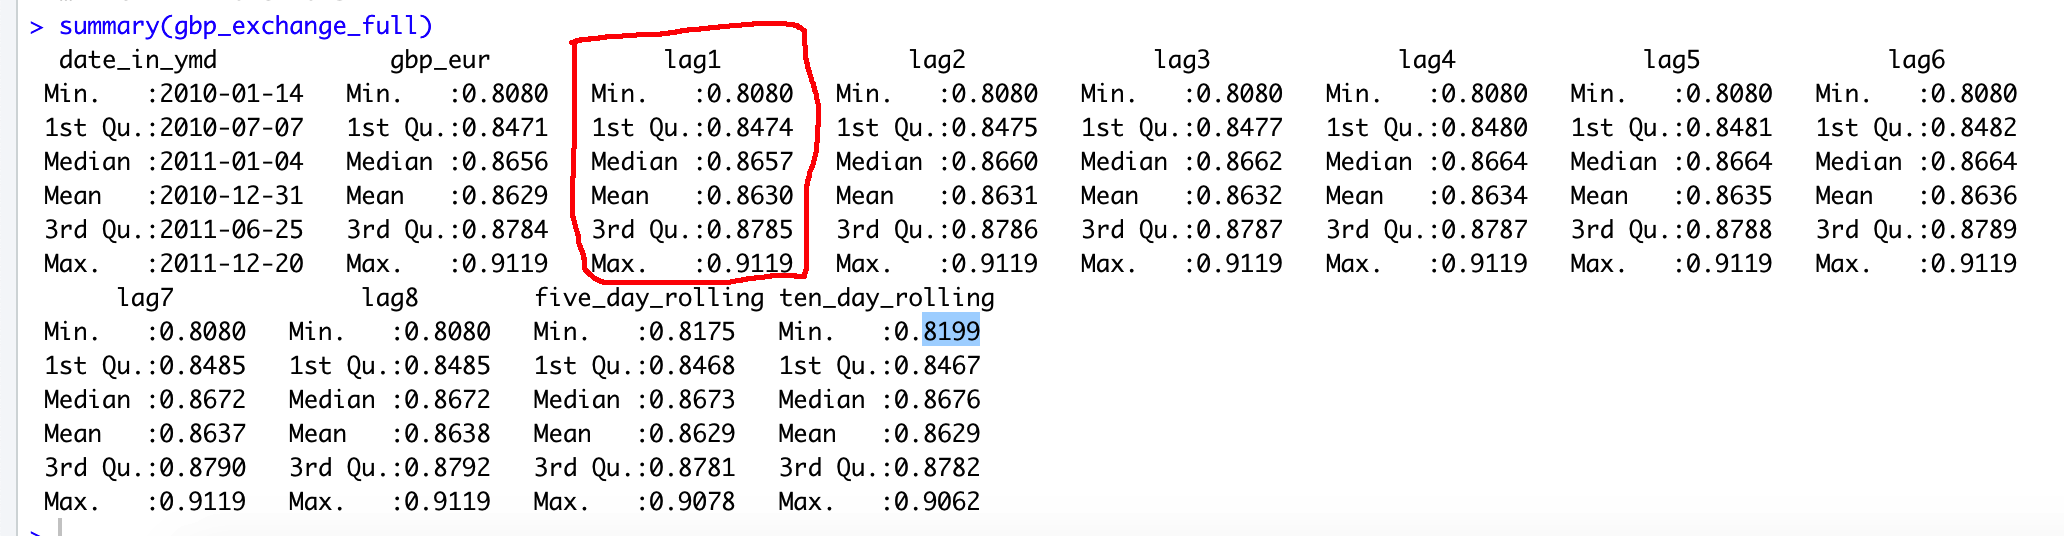 > summary(gbp_exchange_full)
date_in_ymd gbp_eur lag1 lag2 lag3 lag4 lag5 lag6
Min. :2010-01-14 Min. :0.8080 Min. :0.8080 Min. :0.8080 Min. :0.8080 Min. :0.8080 Min. :0.8080 Min. :0.8080
1st Qu.:2010-07-07 1st Qu.:0.8471 1st Qu.:0.8474 1st Qu.:0.8475 1st Qu.:0.8477 1st Qu.:0.8480 1st Qu.:0.8481 1st Qu.:0.8482
Median :2011-01-04 Median :0.8656 Median :0.8657 Median :0.8660 Median :0.8662 Median :0.8664 Median :0.8664 Median :0.8664
Mean :2010-12-31 Mean :0.8629 Mean :0.8630 Mean :0.8631 Mean :0.8632 Mean :0.8634 Mean :0.8635 Mean :0.8636
3rd Qu.:2011-06-25 3rd Qu.:0.8784 3rd Qu.:0.8785 3rd Qu.:0.8786 3rd Qu.:0.8787 3rd Qu.:0.8787 3rd Qu.:0.8788 3rd Qu.:0.8789
Max. :2011-12-20 Max. :0.9119 Max. :0.9119 Max. :0.9119 Max. :0.9119 Max. :0.9119 Max. :0.9119 Max. :0.9119
lag7 lag8 five_day_rolling ten_day_rolling
Min. :0.8080 Min. :0.8080 Min. :0.8175 Min. :0.8199
1st Qu.:0.8485 1st Qu.:0.8485 1st Qu.:0.8468 1st Qu.:0.8467
Median :0.8672 Median :0.8672 Median :0.8673 Median :0.8676
Mean :0.8637 Mean :0.8638 Mean :0.8629 Mean :0.8629
3rd Qu.:0.8790 3rd Qu.:0.8792 3rd Qu.:0.8781 3rd Qu.:0.8782
Max. :0.9119 Max. :0.9119 Max. :0.9078 Max. :0.9062
>